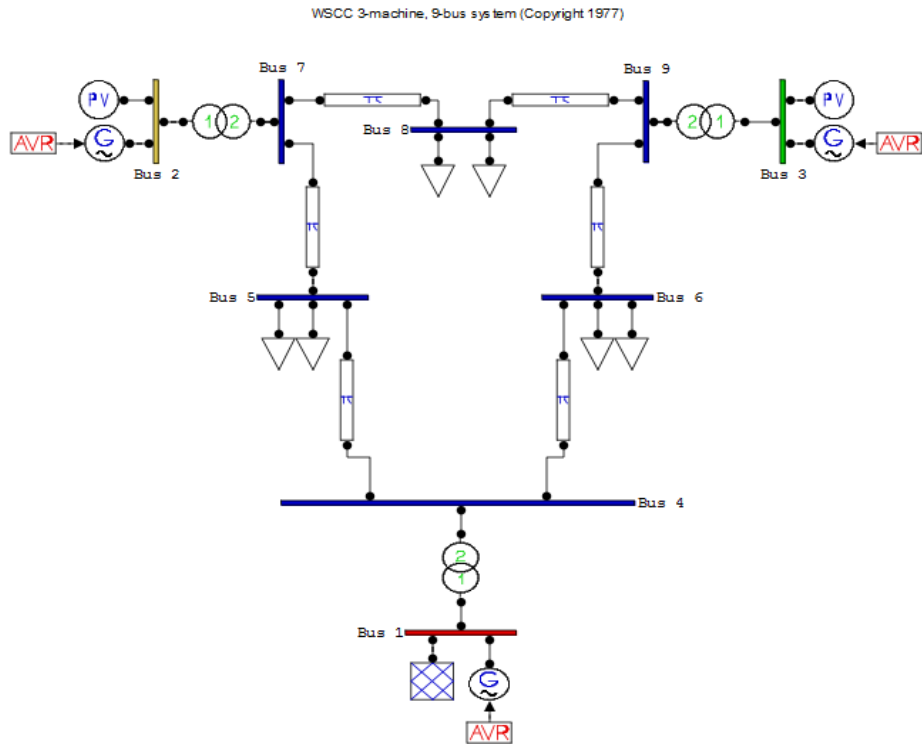 WSCC 3-machine, 9-bus system (Copyright 1977)
Bus 7
Bus 9
PV
1 2
π
π
2 1
PV
Bus 8
AVR
G
~
Bus 2
Bus 3
G
~
AVR
π
π
Bus 5
Bus 6
π
π
Bus 4
2
1
Bus 1
G
~
AVR